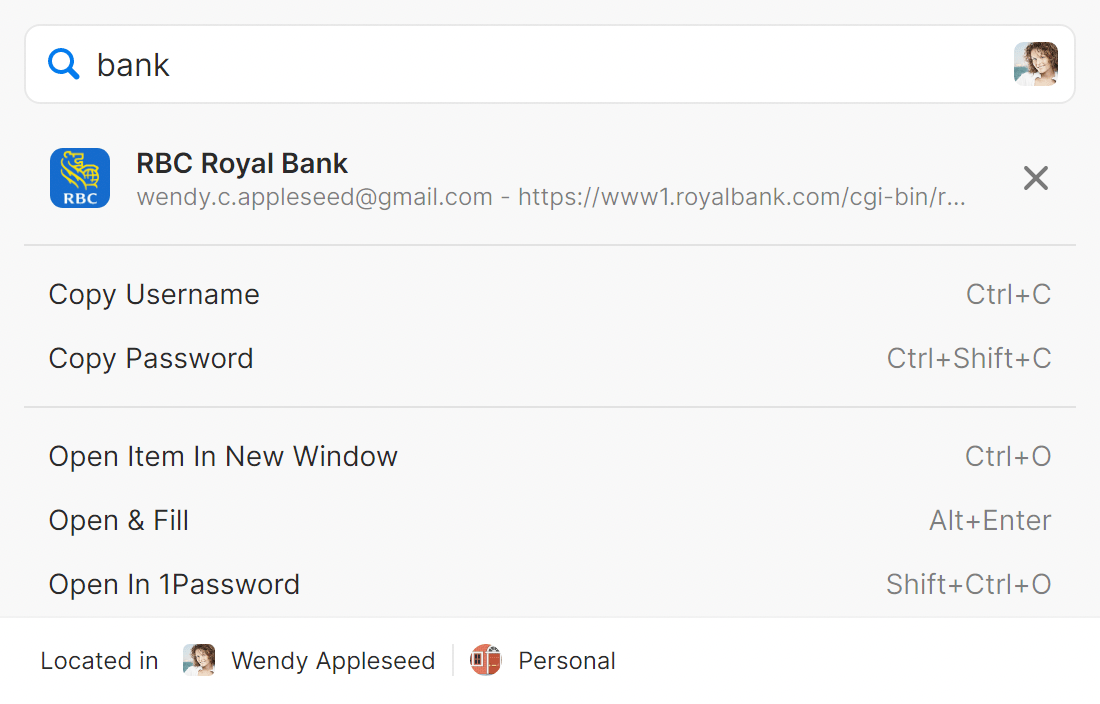 bank
RBC Royal Bank
RBC
wendy.c.appleseed@gmail.com - https://www1.royalbank.com/cgi-bin/r...
Copy Username Ctrl+C
Copy Password Ctrl+Shift+C
Open Item In New Window Ctrl+O
Open & Fill Alt+Enter
Open In 1Password Shift+Ctrl+O
Located in Wendy Appleseed Personal